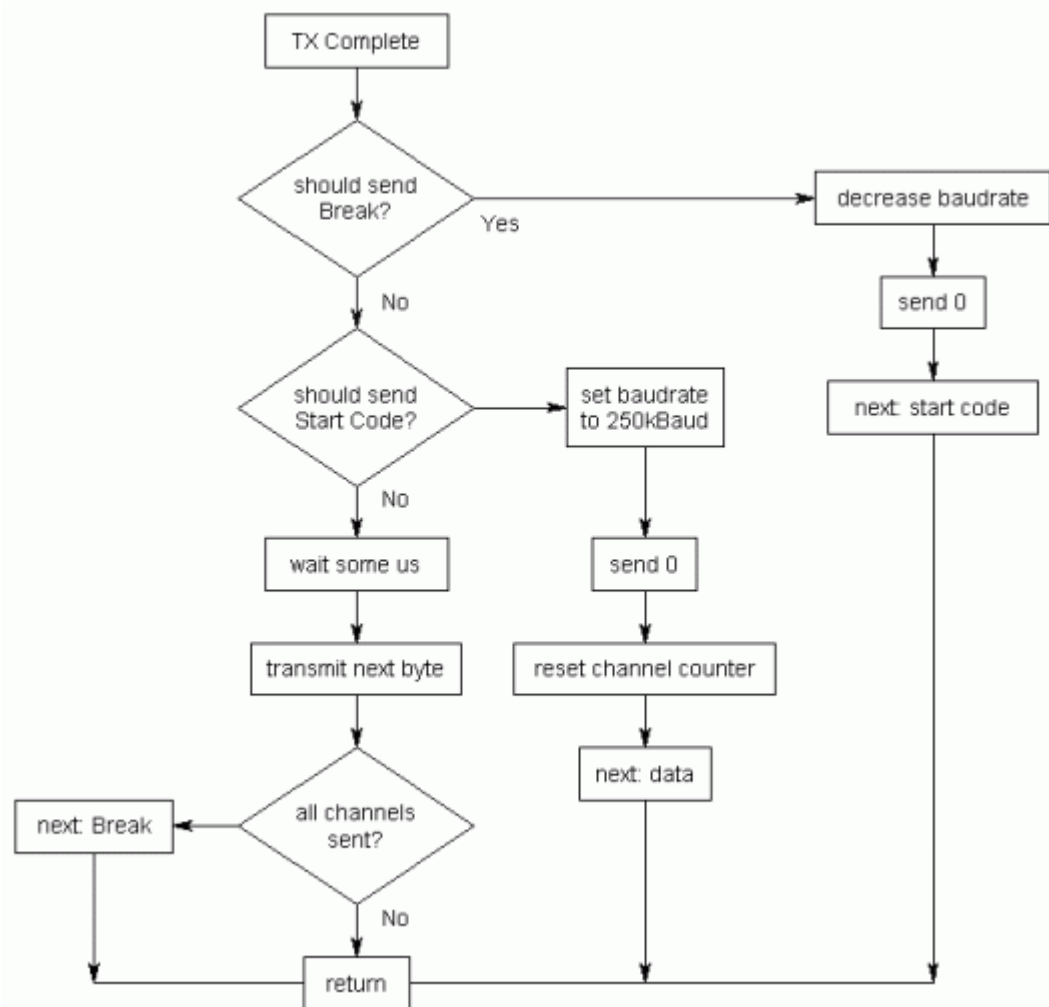 TX Complete
should send
Break?
Yes
decrease baudrate
send 0
No
next: start code
should send
Start Code?
set baudrate
to 250kBaud
No
wait some us
send 0
transmit next byte
reset channel counter
next: data
all channels
sent?
next: Break
No
return